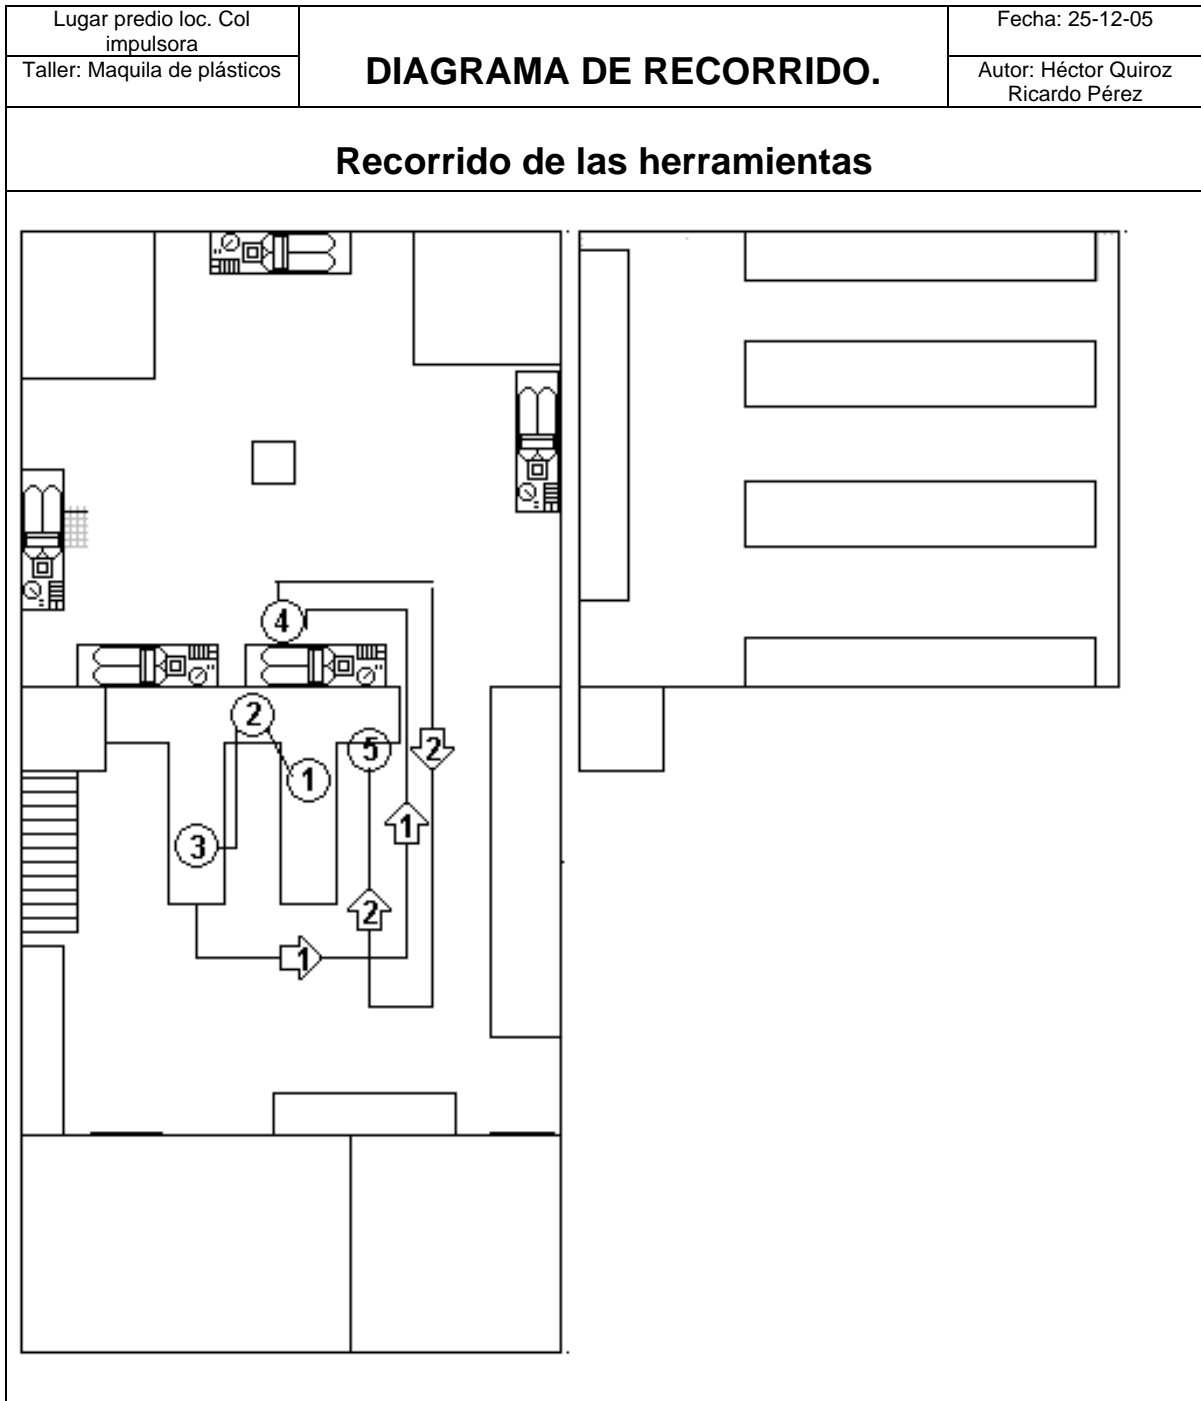 Lugar predio loc. Col
impulsora
Taller: Maquila de plásticos
DIAGRAMA DE RECORRIDO.
Fecha: 25-12-05
Autor: Héctor Quiroz
Ricardo Pérez
Recorrido de las herramientas
4
2
5
2
1
1
3
2
1